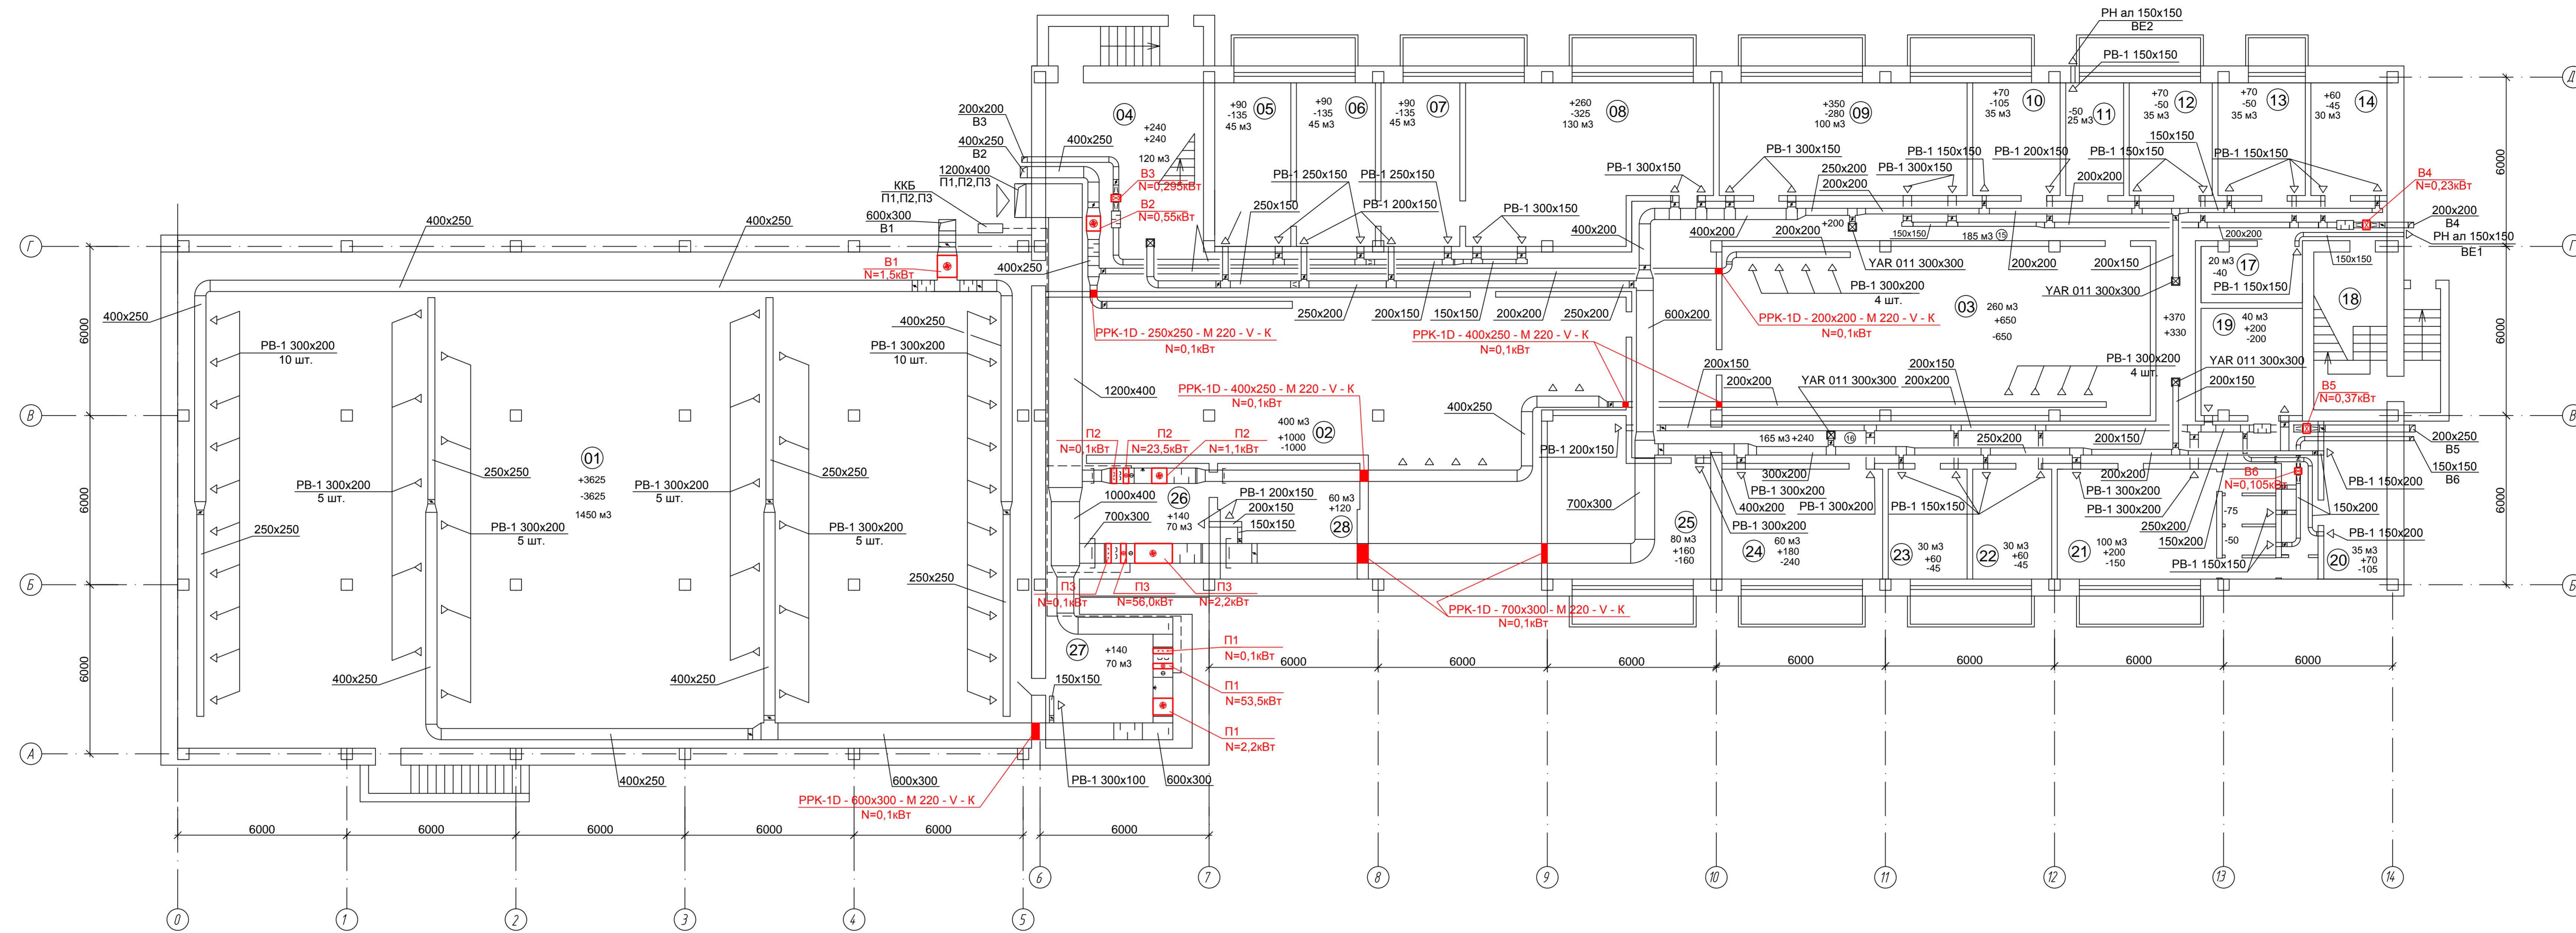 РН ал 150х150
ВЕ2
РВ-1 150х150
Д
04
+240
+240
120 м3
05
+90
-135
45 м3
06
+90
-135
45 м3
07
+90
-135
45 м3
08
+260
-325
130 м3
09
+350
-280
100 м3
10
+70
-105
35 м3
11
-50
25 м3
12
+70
-50
35 м3
13
+70
-50
35 м3
14
+60
-45
30 м3
200х200
В3
400х250
В2
400х250
1200х400
П1,П2,П3
ККБ
П1,П2,П3
600х300
В1
В3
N=0,295кВт
В2
N=0,55кВт
В1
N=1,5кВт
РВ-1 250х150
РВ-1 250х150
250х150
РВ-1 200х150
РВ-1 300х150
РВ-1 300х150
РВ-1 300х150
250х200
200х200
РВ-1 150х150
РВ-1 300х150
РВ-1 200х150
РВ-1 150х150
150х150
РВ-1 150х150
200х200
В4
N=0,23кВт
200х200
В4
РН ал 150х150
ВЕ1
150х150
400х200
400х200
+200
200х200
150х150
185 м3
15
200х200
200х150
200х200
YAR 011 300х300
YAR 011 300х300
17
20 м3
-40
РВ-1 150х150
18
Г
Г
400х250
400х250
400х250
400х250
400х250
250х200
200х150
150х150
200х200
250х200
600х200
РВ-1 300х200
4 шт.
03
260 м3
+650
-650
+370
+330
19
40 м3
+200
-200
6000
6000
6000
6000
6000
6000
РВ-1 300х200
10 шт.
РВ-1 300х200
10 шт.
PPK-1D - 250х250 - М 220 - V - К
N=0,1кВт
PPK-1D - 400х250 - М 220 - V - К
N=0,1кВт
PPK-1D - 200х200 - М 220 - V - К
N=0,1кВт
PPK-1D - 400х250 - М 220 - V - К
N=0,1кВт
1200х400
200х150
200х200
YAR 011 300х300
200х150
200х200
РВ-1 300х200
4 шт.
YAR 011 300х300
200х150
В5
N=0,37кВт
В
В
400х250
400 м3
+1000
-1000
02
П2
N=0,1кВт
П2
N=23,5кВт
П2
N=1,1кВт
РВ-1 200х150
165 м3
+240
16
250х200
200х150
300х200
200х200
200х250
В5
150х150
В6
В6
N=0,105кВт
РВ-1 150х200
01
+3625
-3625
1450 м3
250х250
250х250
РВ-1 300х200
5 шт.
РВ-1 300х200
5 шт.
РВ-1 300х200
5 шт.
РВ-1 300х200
5 шт.
250х250
250х250
1000х400
700х300
26
+140
70 м3
РВ-1 200х150
200х150
150х150
60 м3
+120
28
700х300
25
80 м3
+160
-160
РВ-1 300х200
400х200
РВ-1 300х200
РВ-1 300х200
РВ-1 150х150
РВ-1 300х200
РВ-1 300х200
250х200
150х200
150х200
РВ-1 150х200
РВ-1 150х150
-75
-50
24
60 м3
+180
-240
23
30 м3
+60
-45
22
30 м3
+60
-45
21
100 м3
+200
-150
20
35 м3
+70
-105
Б
Б
П3
N=0,1кВт
П3
N=56,0кВт
П3
N=2,2кВт
PPK-1D - 700х300 - М 220 - V - К
N=0,1кВт
27
+140
70 м3
П1
N=0,1кВт
П1
N=53,5кВт
П1
N=2,2кВт
400х250
400х250
150х150
6000
6000
6000
6000
6000
6000
6000
А
400х250
600х300
РВ-1 300х100
600х300
PPK-1D - 600х300 - М 220 - V - К
N=0,1кВт
6000
6000
6000
6000
6000
6000
0
1
2
3
4
5
6
7
8
9
10
11
12
13
14